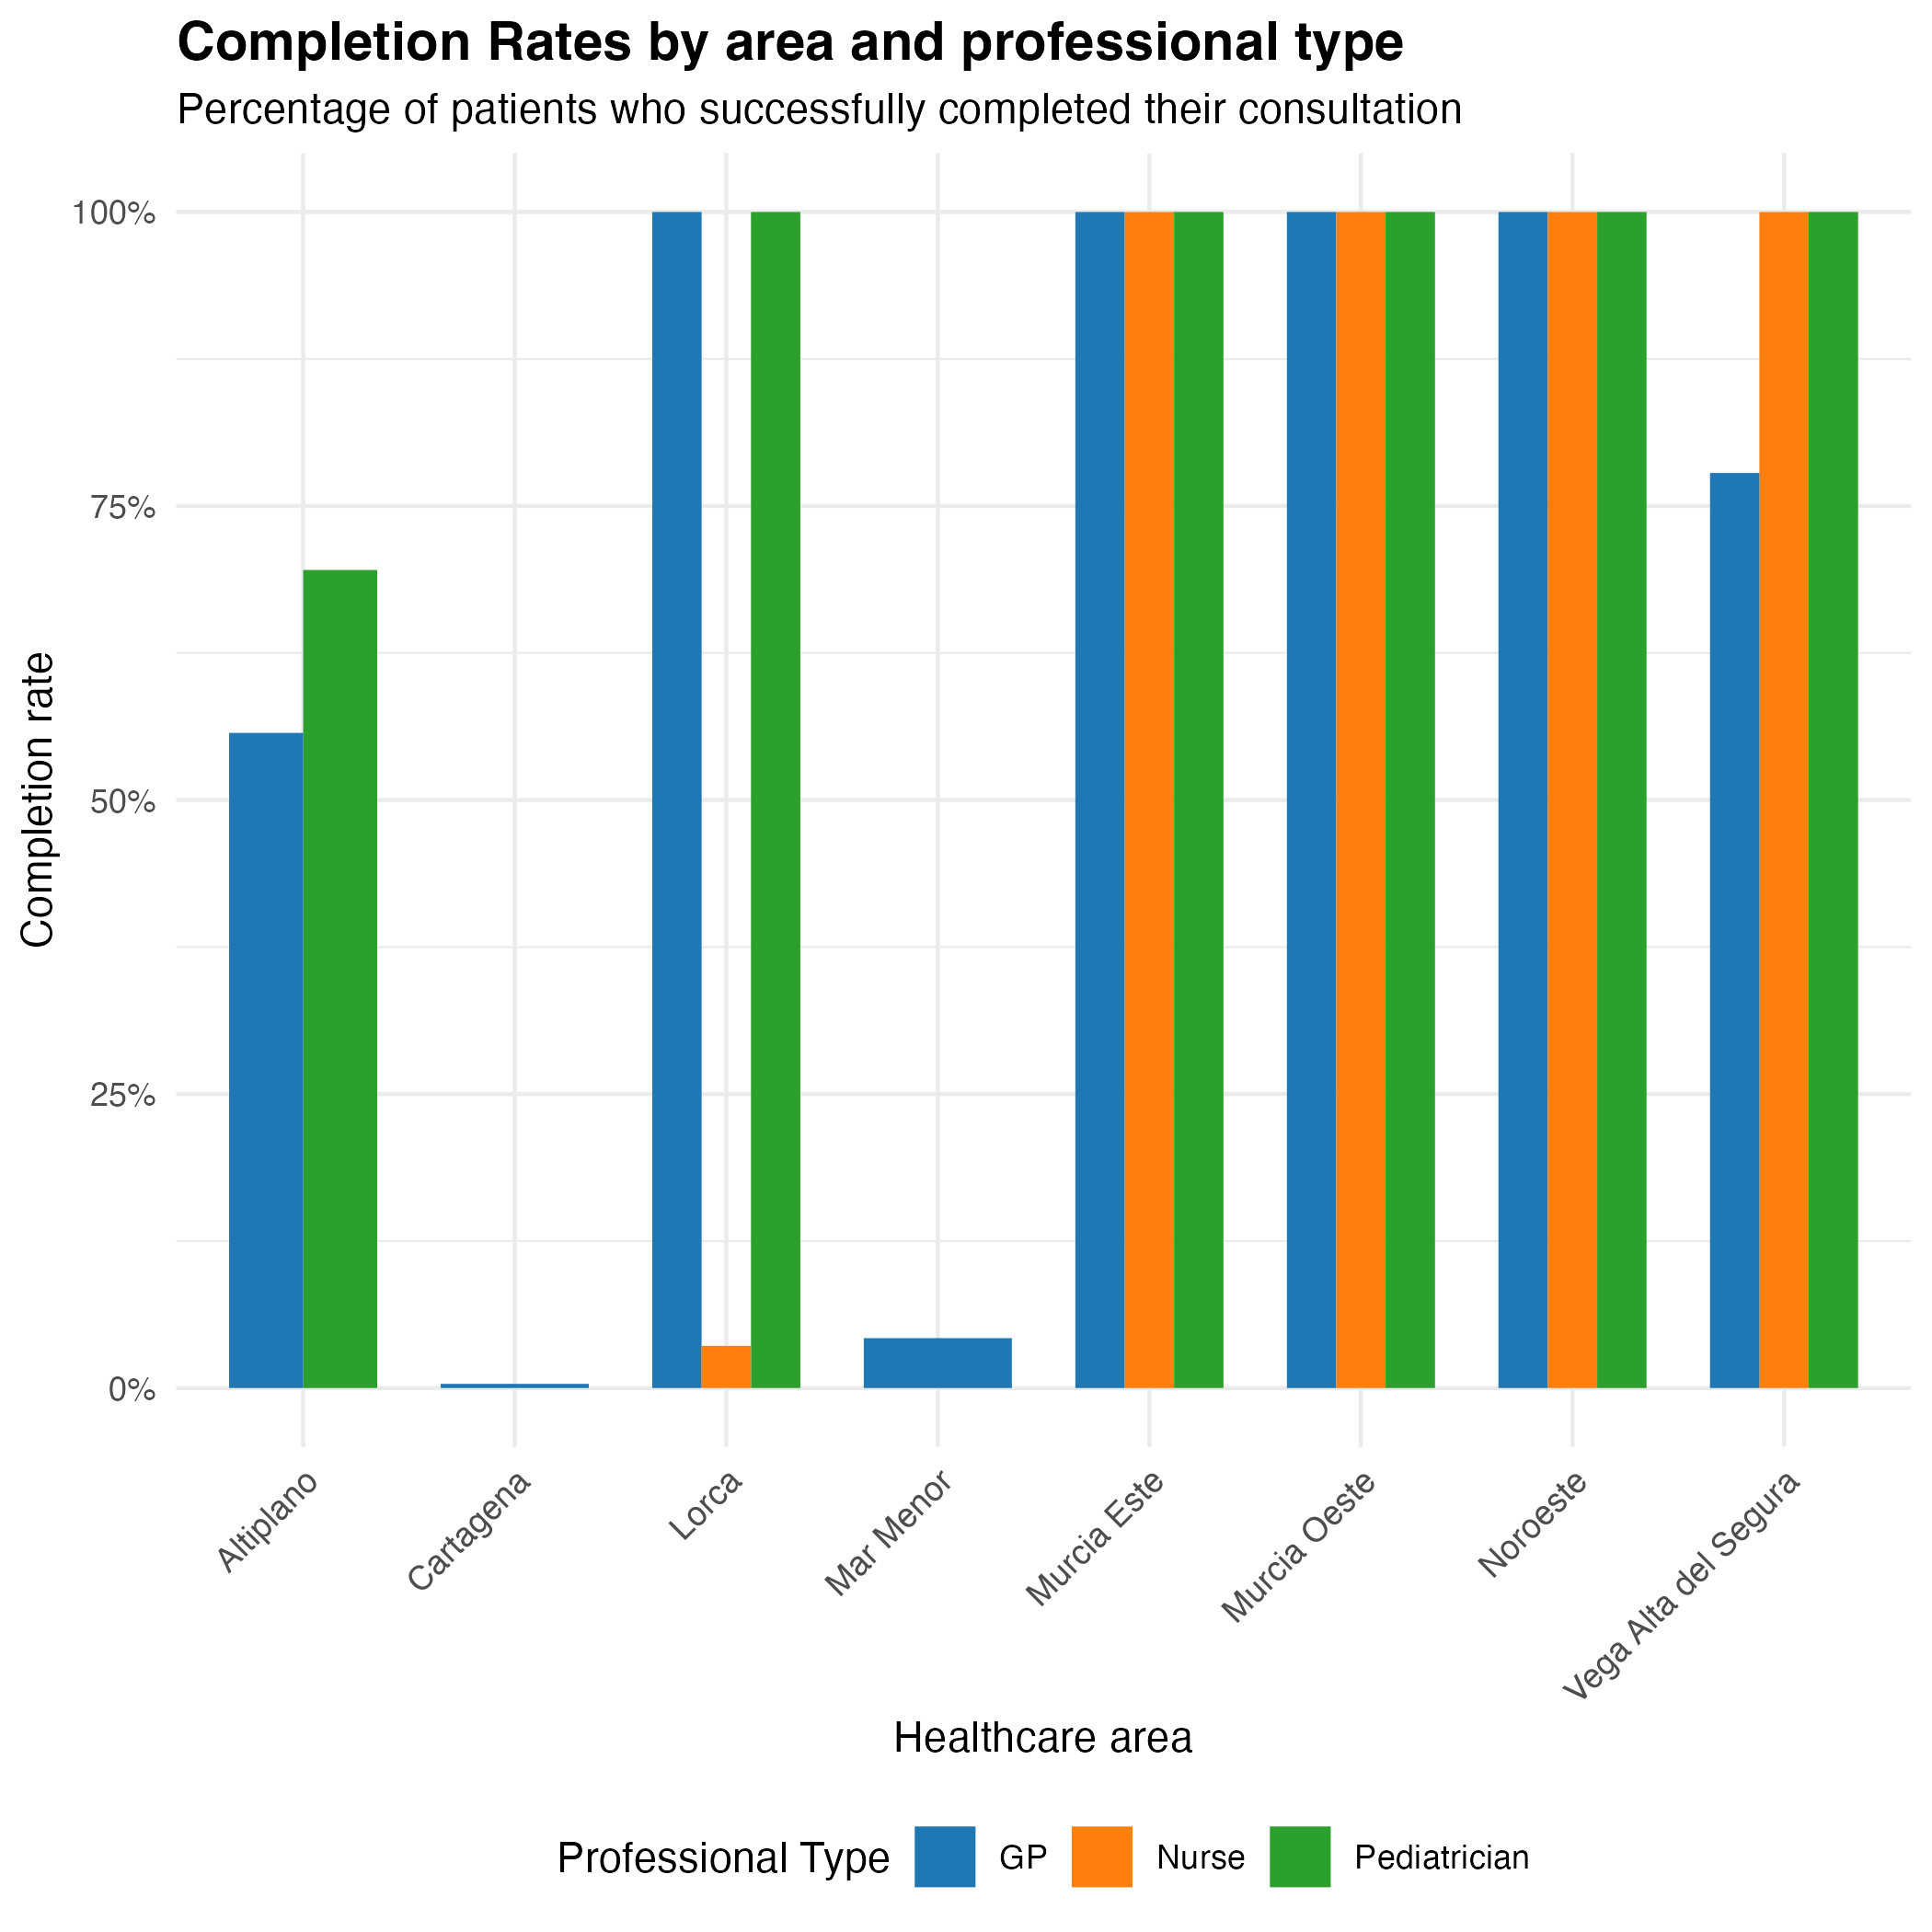 Completion Rates by area and professional type
Percentage of patients who successfully completed their consultation
100%
75%
50%
25%
0%
Completion rate
Altiplano
Cartagena
Lorca
Mar Menor
Murcia Este
Murcia Oeste
Noroeste
Vega Alta del Segura
Healthcare area
Professional Type GP Nurse Pediatrician